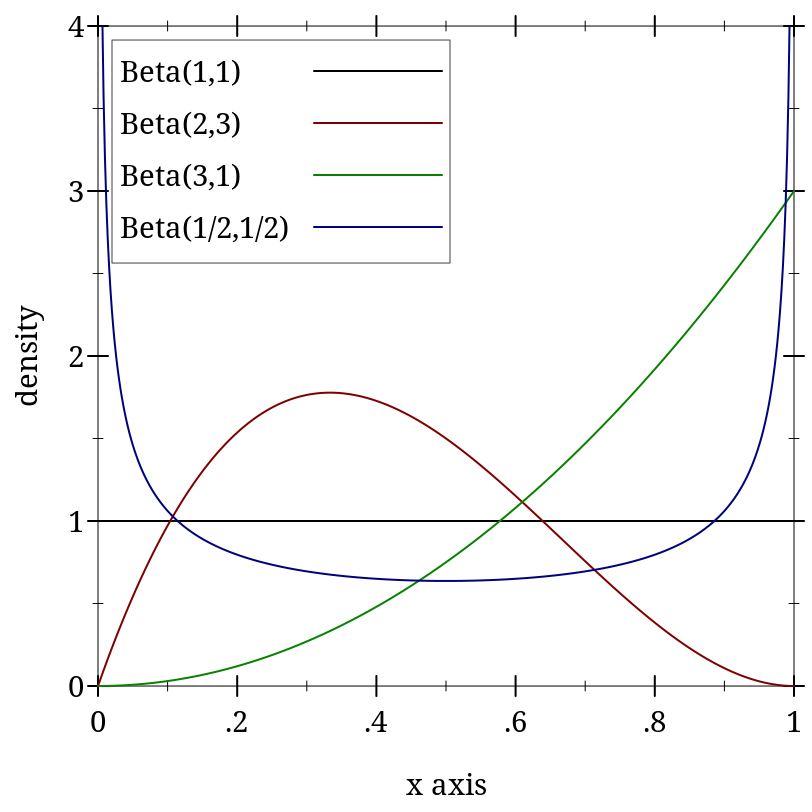 4
Beta(1,1)
Beta(2,3)
Beta(3,1)
Beta(1/2,1/2)
3
2
1
0
density
0 .2 .4 .6 .8 1
x axis